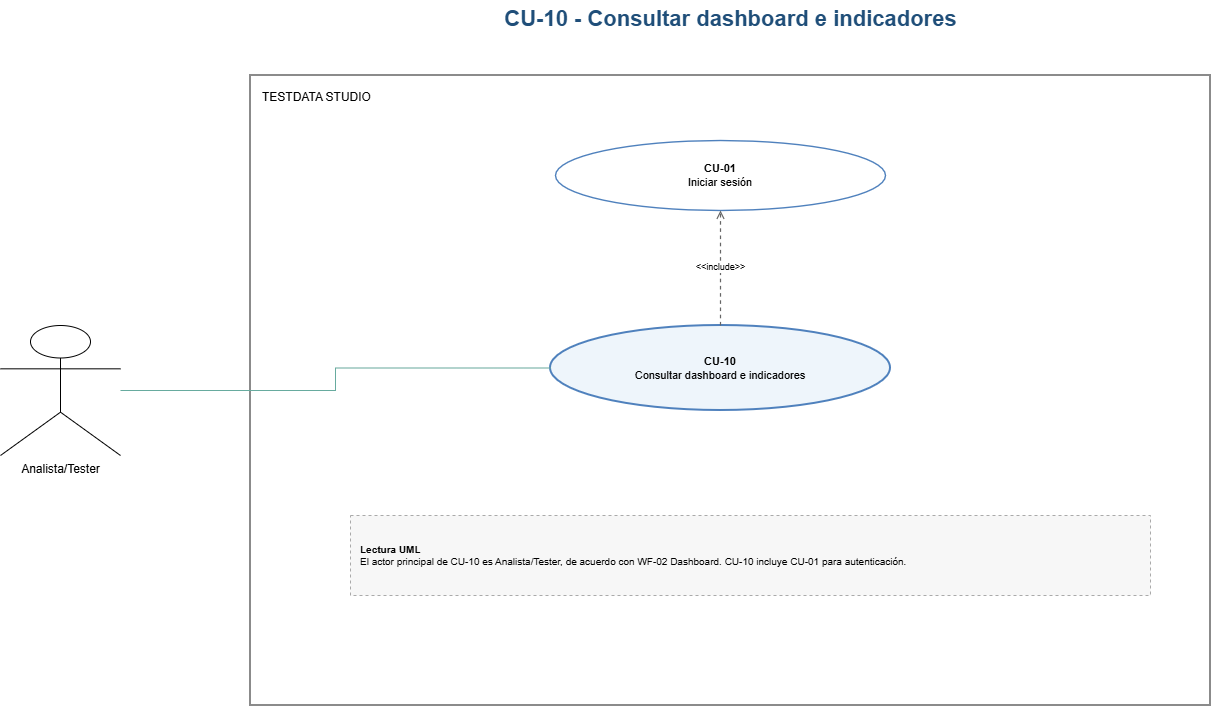 CU-10 - Consultar dashboard e indicadores
TESTDATA STUDIO
CU-01
Iniciar sesión
<<include>>
CU-10
Consultar dashboard e indicadores
Analista/Tester
Lectura UML
El actor principal de CU-10 es Analista/Tester, de acuerdo con WF-02 Dashboard. CU-10 incluye CU-01 para autenticación.